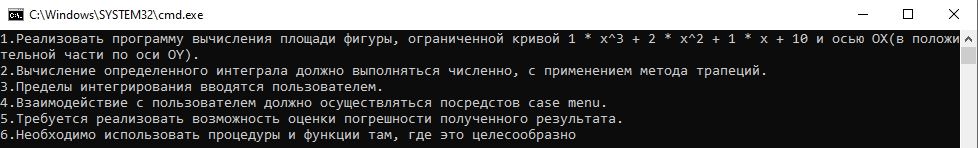 C:\Windows\SYSTEM32\cmd.exe
1.Реализовать программу вычисления площади фигуры, ограниченной кривой 1 * x^3 + 2 * x^2 + 1 * x + 10 и осью OX(в положи
тельной части по оси OY).
2.Вычисление определенного интеграла должно выполняться численно, с применением метода трапеций.
3.Пределы интегрирования вводятся пользователем.
4.Взаимодействие с пользователем должно осуществляться посредстов case menu.
5.Требуется реализовать возможность оценки погрешности полученного результата.
6.Необходимо использовать процедуры и функции там, где это целесообразно